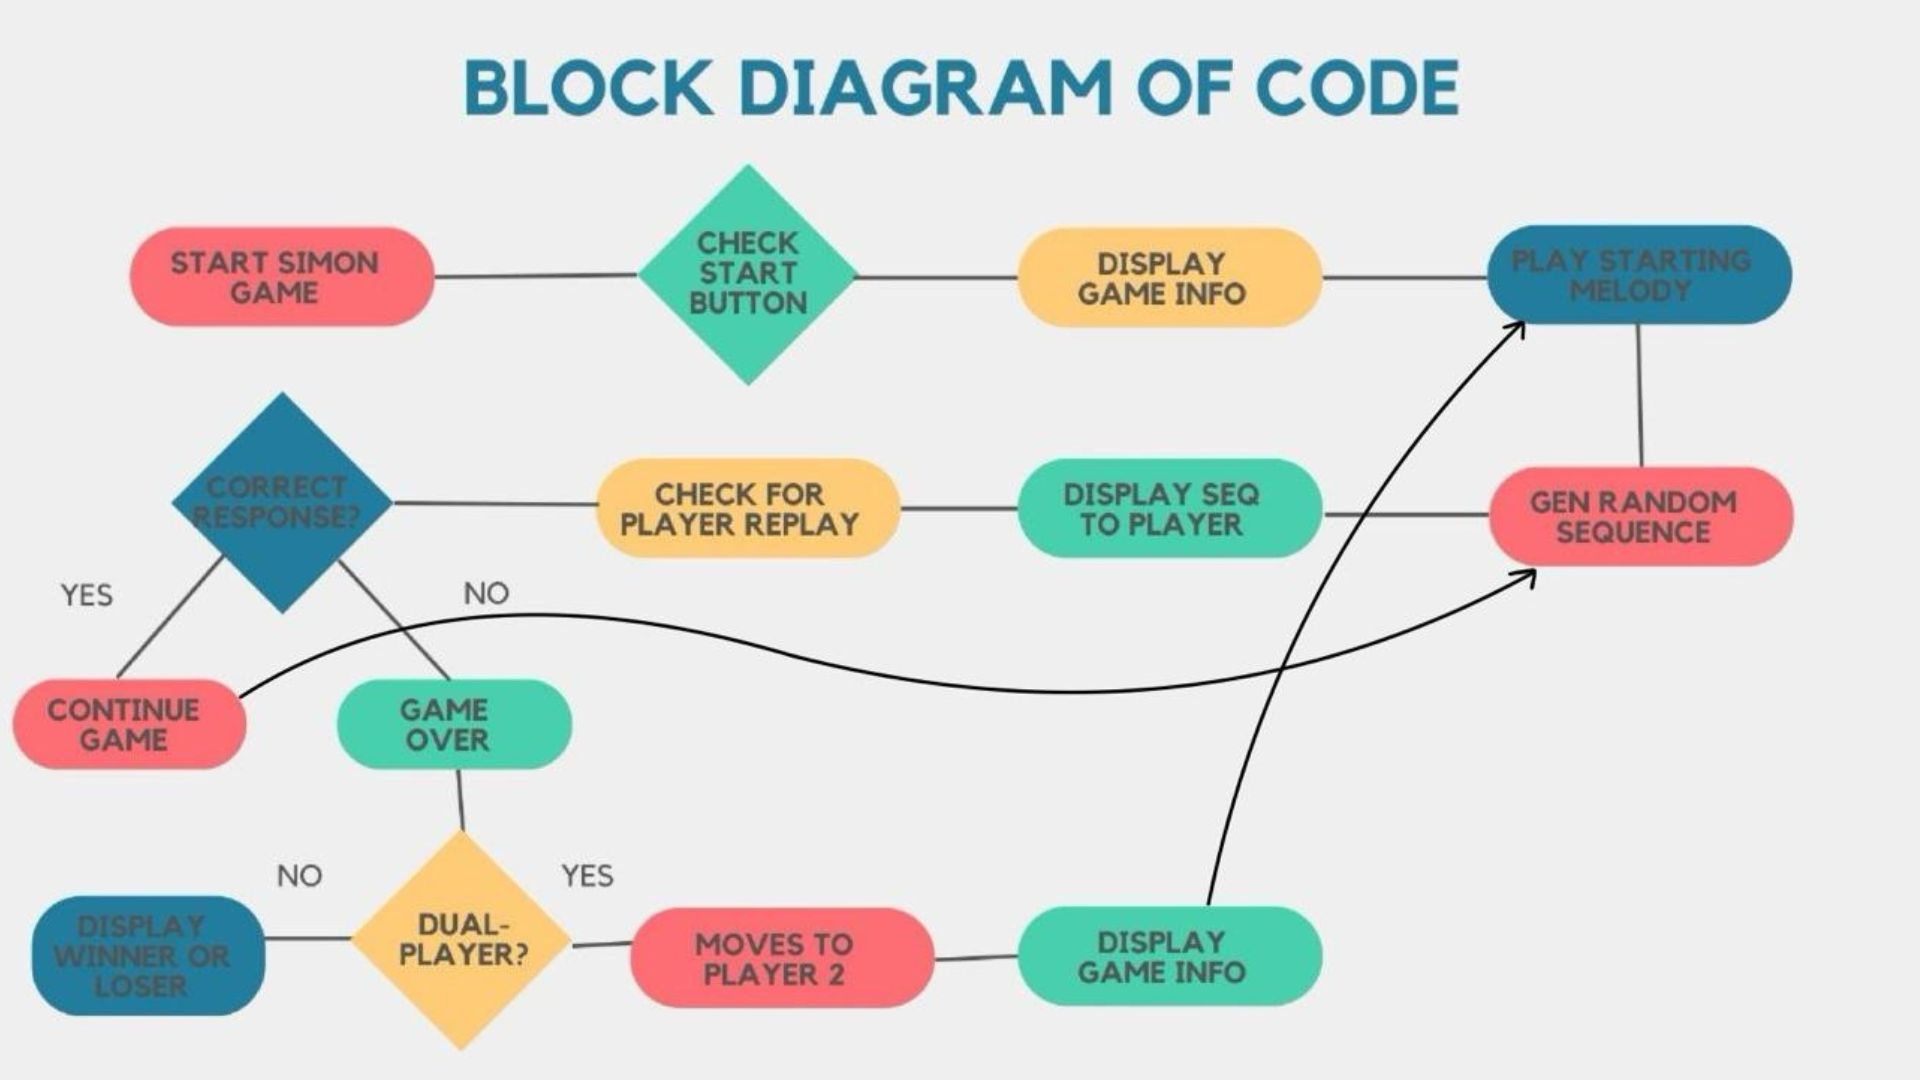 BLOCK DIAGRAM OF CODE
START SIMON
GAME
CHECK
START
BUTTON
DISPLAY
GAME INFO
PLAY STARTING
MELODY
CORRECT
RESPONSE?
CHECK FOR
PLAYER REPLAY
DISPLAY SEQ
TO PLAYER
GEN RANDOM
SEQUENCE
YES
NO
CONTINUE
GAME
GAME
OVER
NO
YES
DISPLAY
WINNER OR
LOSER
DUAL-
PLAYER?
MOVES TO
PLAYER 2
DISPLAY
GAME INFO